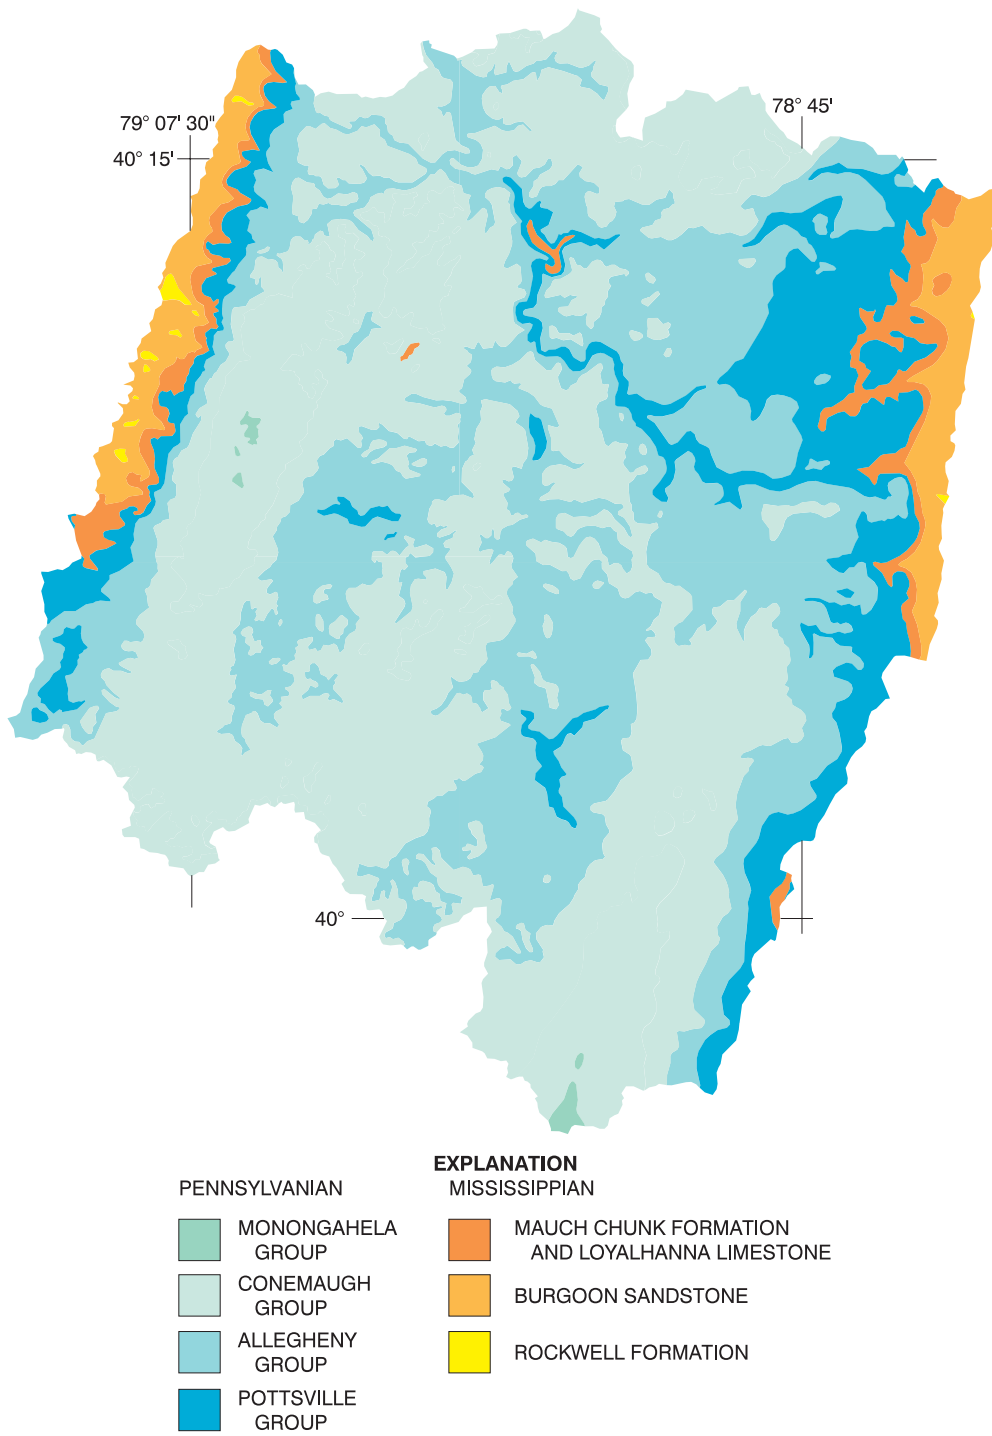 78° 45'
79° 07' 30"
40° 15'
40°
EXPLANATION
PENNSYLVANIAN
MONONGAHELA
GROUP
CONEMAUGH
GROUP
ALLEGHENY
GROUP
POTTSVILLE
GROUP
MISSISSIPPIAN
MAUCH CHUNK FORMATION
AND LOYALHANNA LIMESTONE
BURGOON SANDSTONE
ROCKWELL FORMATION